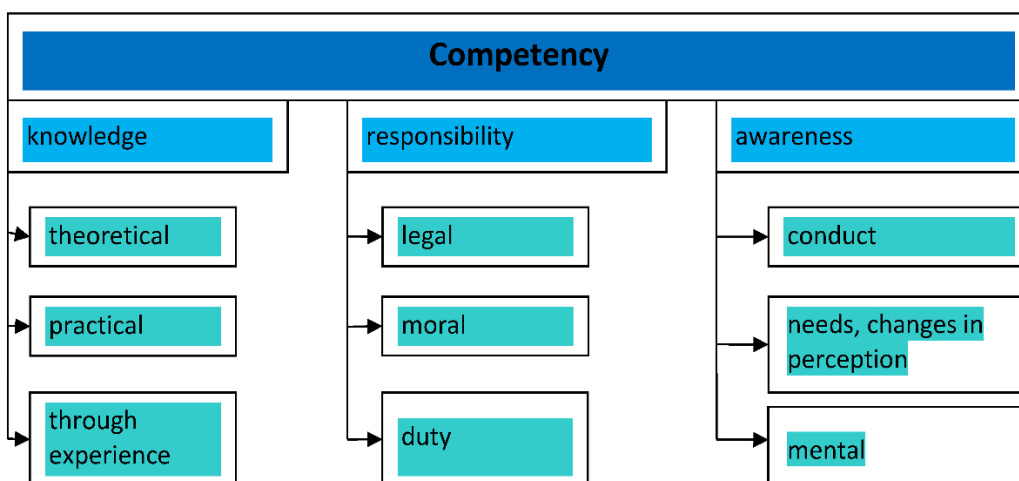 Competency
knowledge
responsibility
awareness
theoretical
legal
conduct
practical
moral
needs, changes in
perception
through
experience
duty
mental